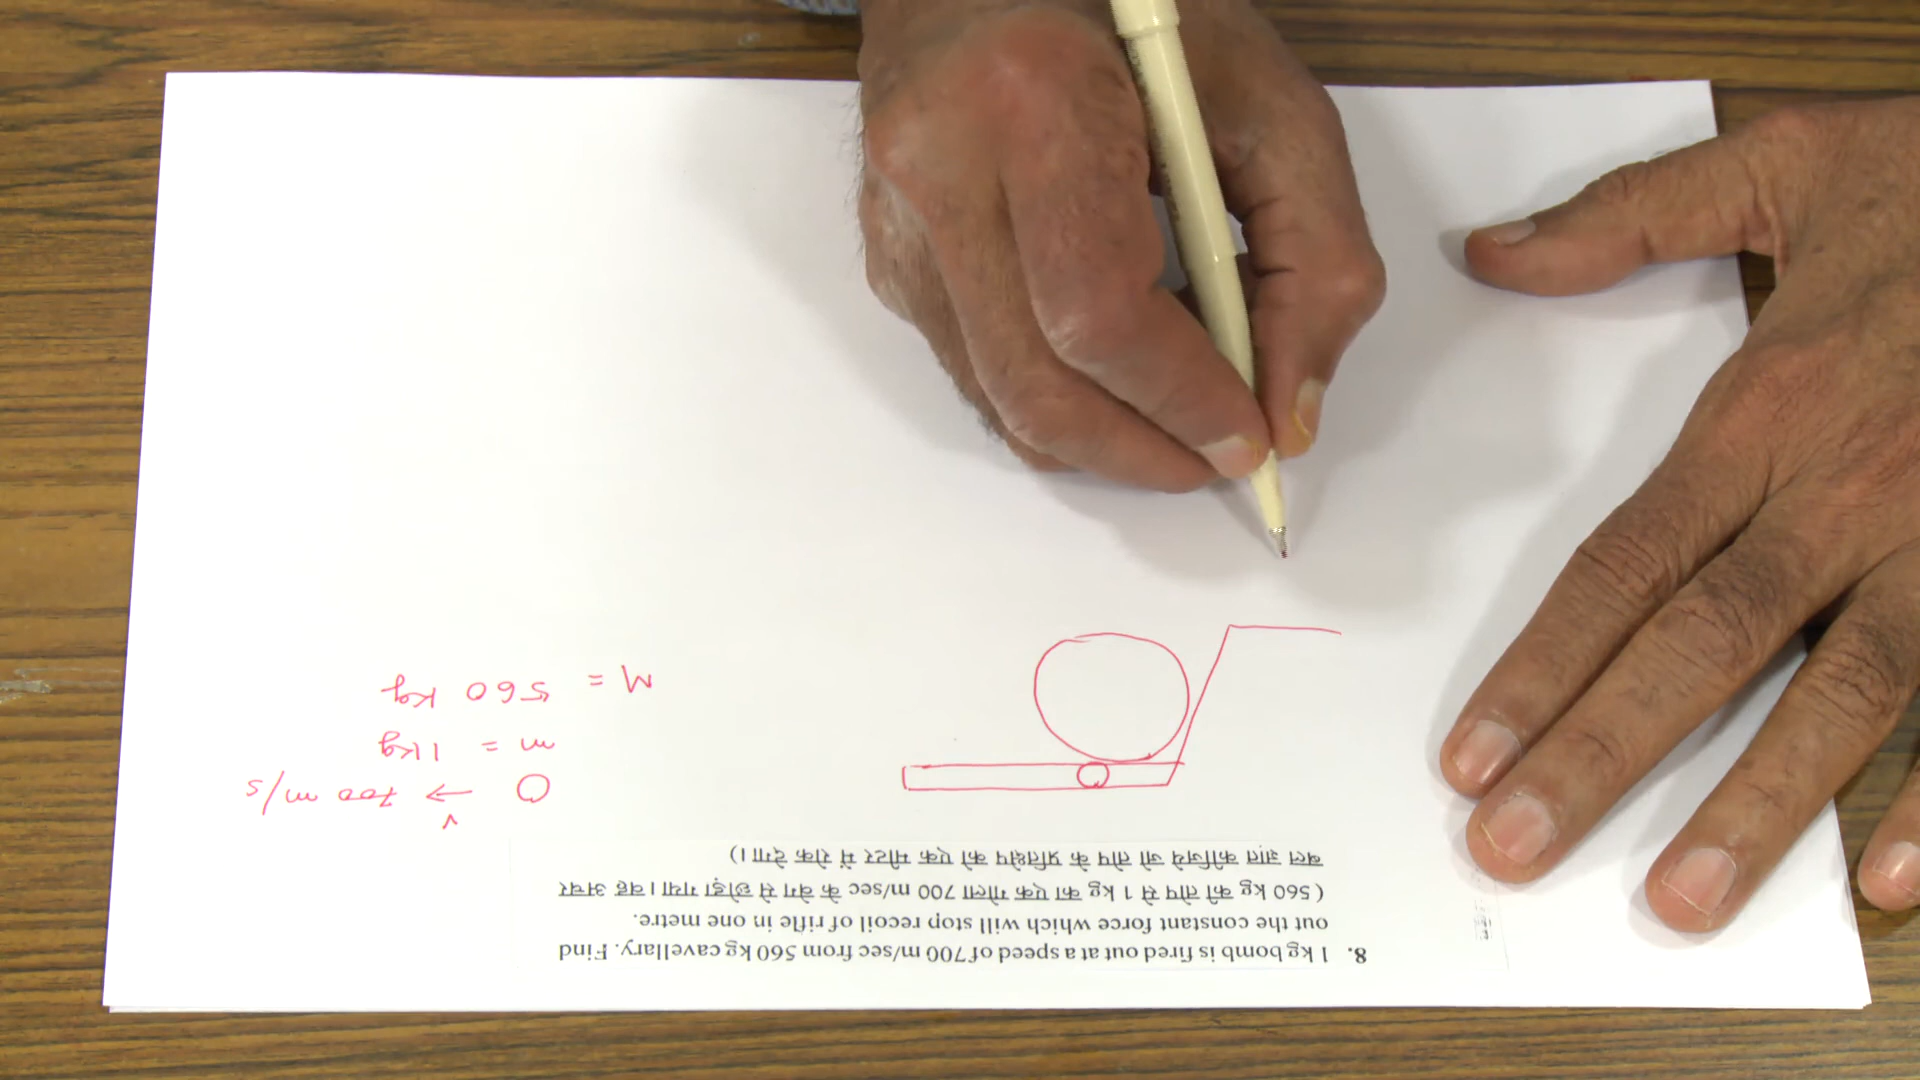 8. 1 kg bomb is fired out at a speed of 700 m/sec from 560 kg cavellary. Find
out the constant force which will stop recoil of rifle in one metre.
(560 kg की तोप से 1 kg का एक गोला 700 m/sec के वेग से छोड़ा गया। वह अचर
बल ज्ञात कीजिये जो तोप के प्रतिक्षेप को एक मीटर में रोक देगा।)
v
→ 700 m/s
m = 1 kg
M = 560 kg